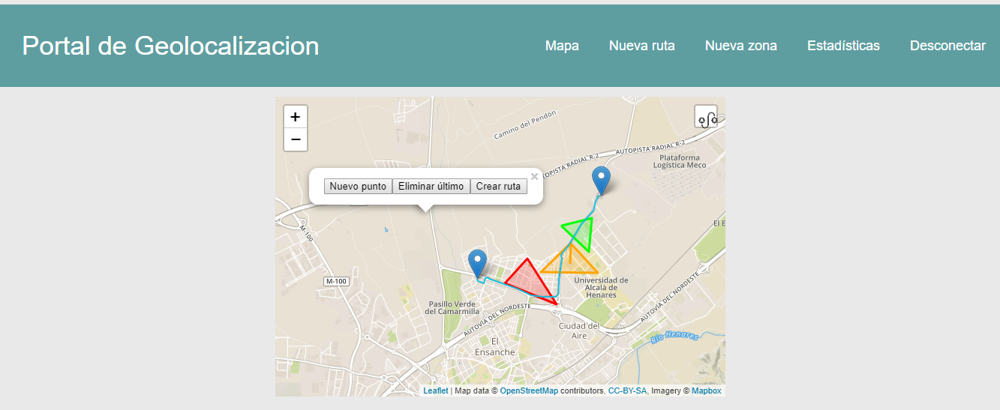 Portal de Geolocalizacion
Mapa Nueva ruta Nueva zona Estadísticas Desconectar
+
−
Camino del Pendón
AUTOPISTA RADIAL R-2
Plataforma
Logística Meco
OPISTA RADIAL R-2
×
Nuevo punto Eliminar último Crear ruta
M-100
El E
M-100
Universidad de
Alcalá de
Henares
AUTOVÍA DEL NORDESTE
Pasillo Verde
del Camarmilla
AUTOVÍA DEL NORDESTE
Ciudad del
Aire
Río Henares
El
Ensanche
Leaflet | Map data © OpenStreetMap contributors, CC-BY-SA, Imagery © Mapbox